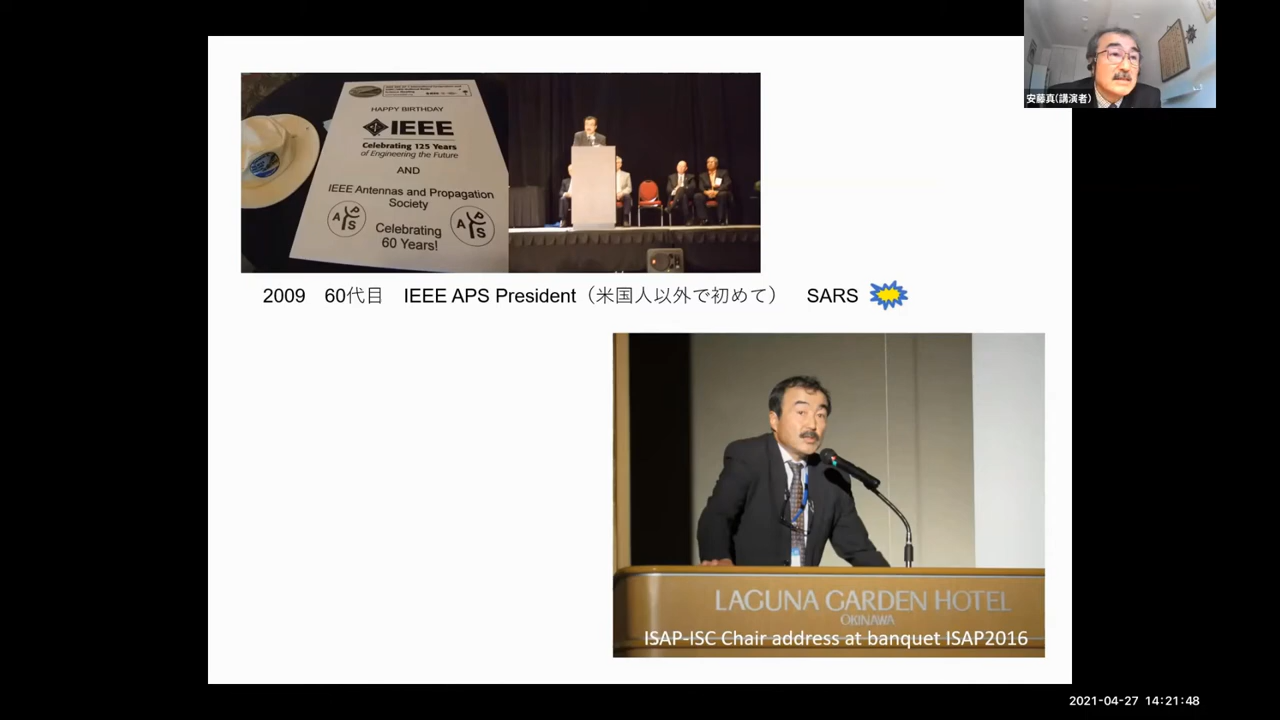 安藤真(講演者)
HAPPY BIRTHDAY
IEEE
Celebrating 125 Years
of Engineering the Future
AND
IEEE Antennas and Propagation
Society
Celebrating
60 Years!
APS
APS
2009 60代目 IEEE APS President（米国人以外で初めて） SARS
LAGUNA GARDEN HOTEL
OKINAWA
ISAP-ISC Chair address at banquet ISAP2016
2021-04-27 14:21:48